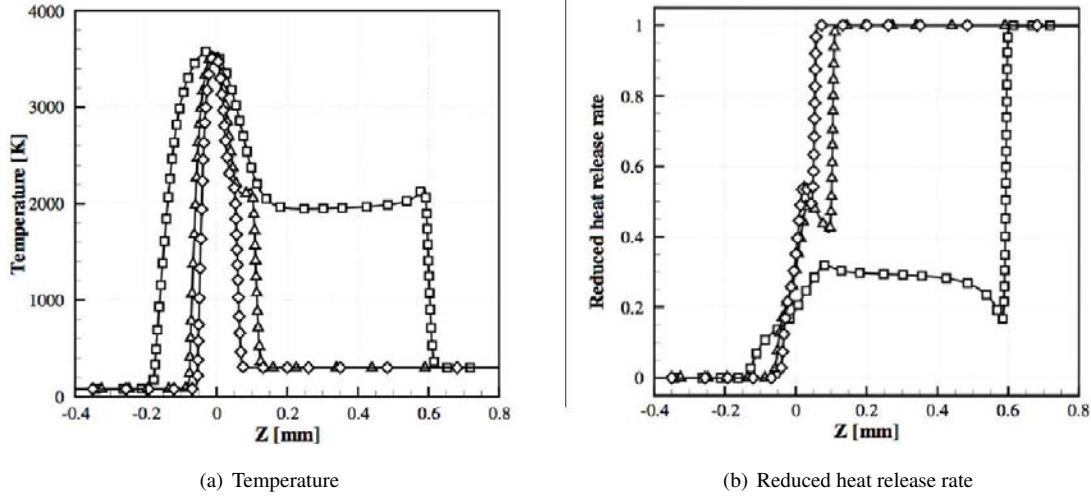 4000
3000
2000
1000
0
Temperature [K]
-0.4 -0.2 0 0.2 0.4 0.6 0.8
Z [mm]
(a) Temperature
1
0.8
0.6
0.4
0.2
0
Reduced heat release rate
-0.4 -0.2 0 0.2 0.4 0.6 0.8
Z [mm]
(b) Reduced heat release rate